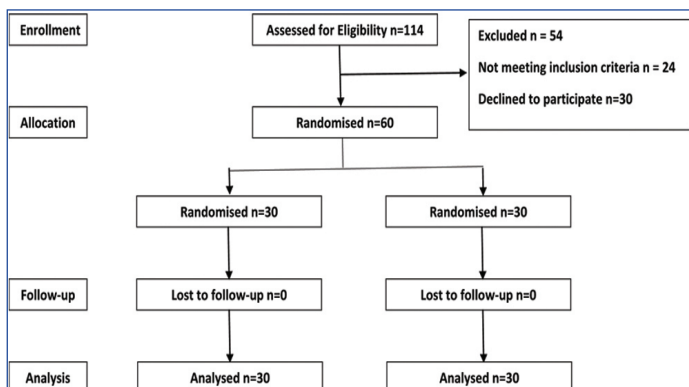 Enrollment
Assessed for Eligibility n=114
Excluded n = 54
Not meeting inclusion criteria n = 24
Declined to participate n=30
Allocation
Randomised n=60
Randomised n=30
Randomised n=30
Follow-up
Lost to follow-up n=0
Lost to follow-up n=0
Analysis
Analysed n=30
Analysed n=30